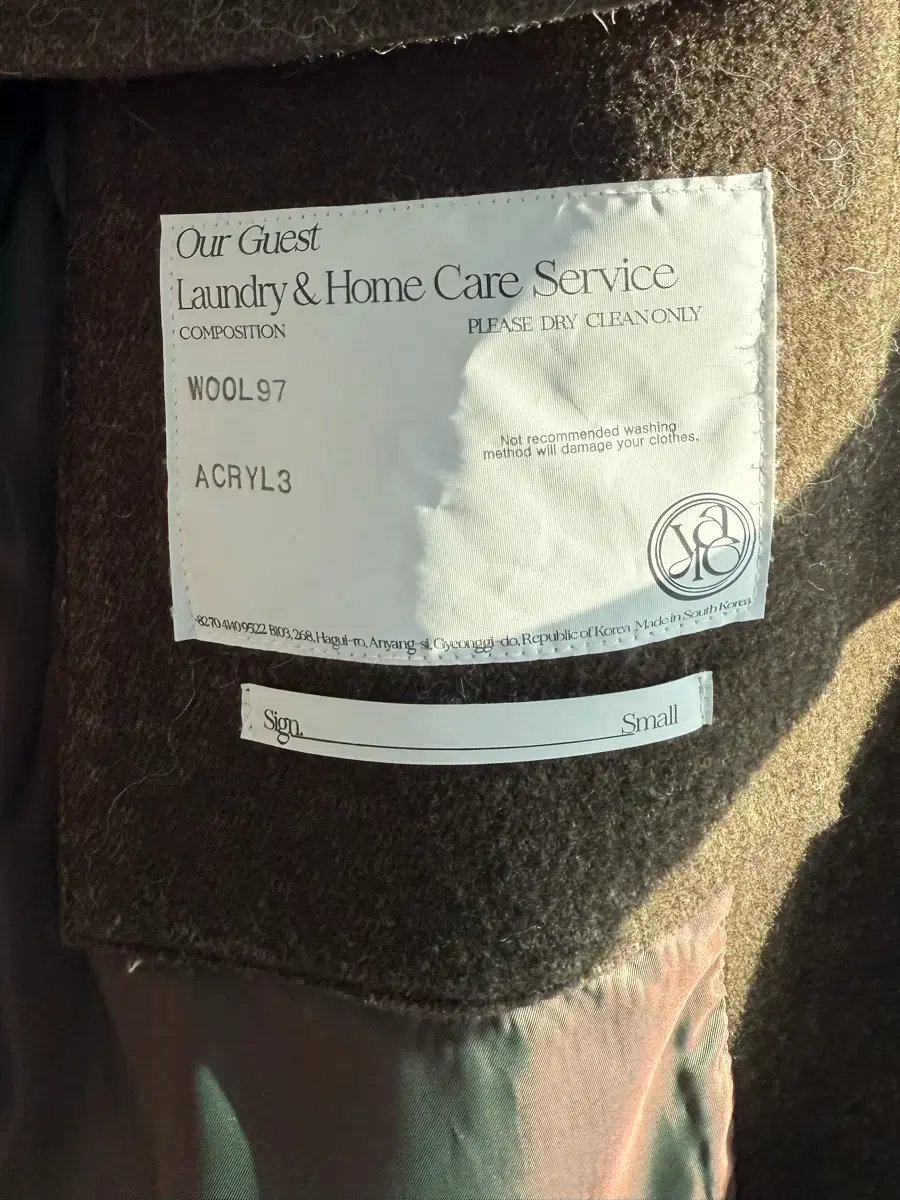 Our Guest
Laundry & Home Care Service
COMPOSITION
PLEASE DRY CLEAN ONLY
WOOL97
Not recommended washing
method will damage your clothes.
ACRYL3
yaro
8270 4140 9522 B103, 268, Hagui-ro, Anyang-si, Gyeonggi-do, Republic of Korea Made in South Korea
Sign. Small